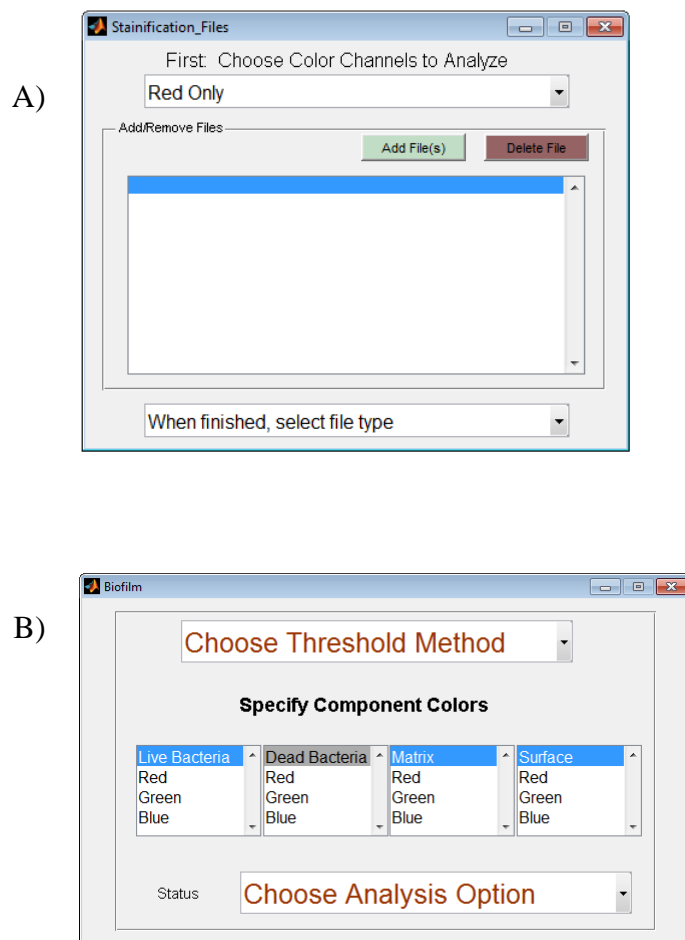 Stainification_Files
First: Choose Color Channels to Analyze
A)
Red Only
Add/Remove Files
Add File(s) Delete File
When finished, select file type
Biofilm
B)
Choose Threshold Method
Specify Component Colors
Live Bacteria Dead Bacteria Matrix Surface
Red Red Red Red
Green Green Green Green
Blue Blue Blue Blue
Status Choose Analysis Option